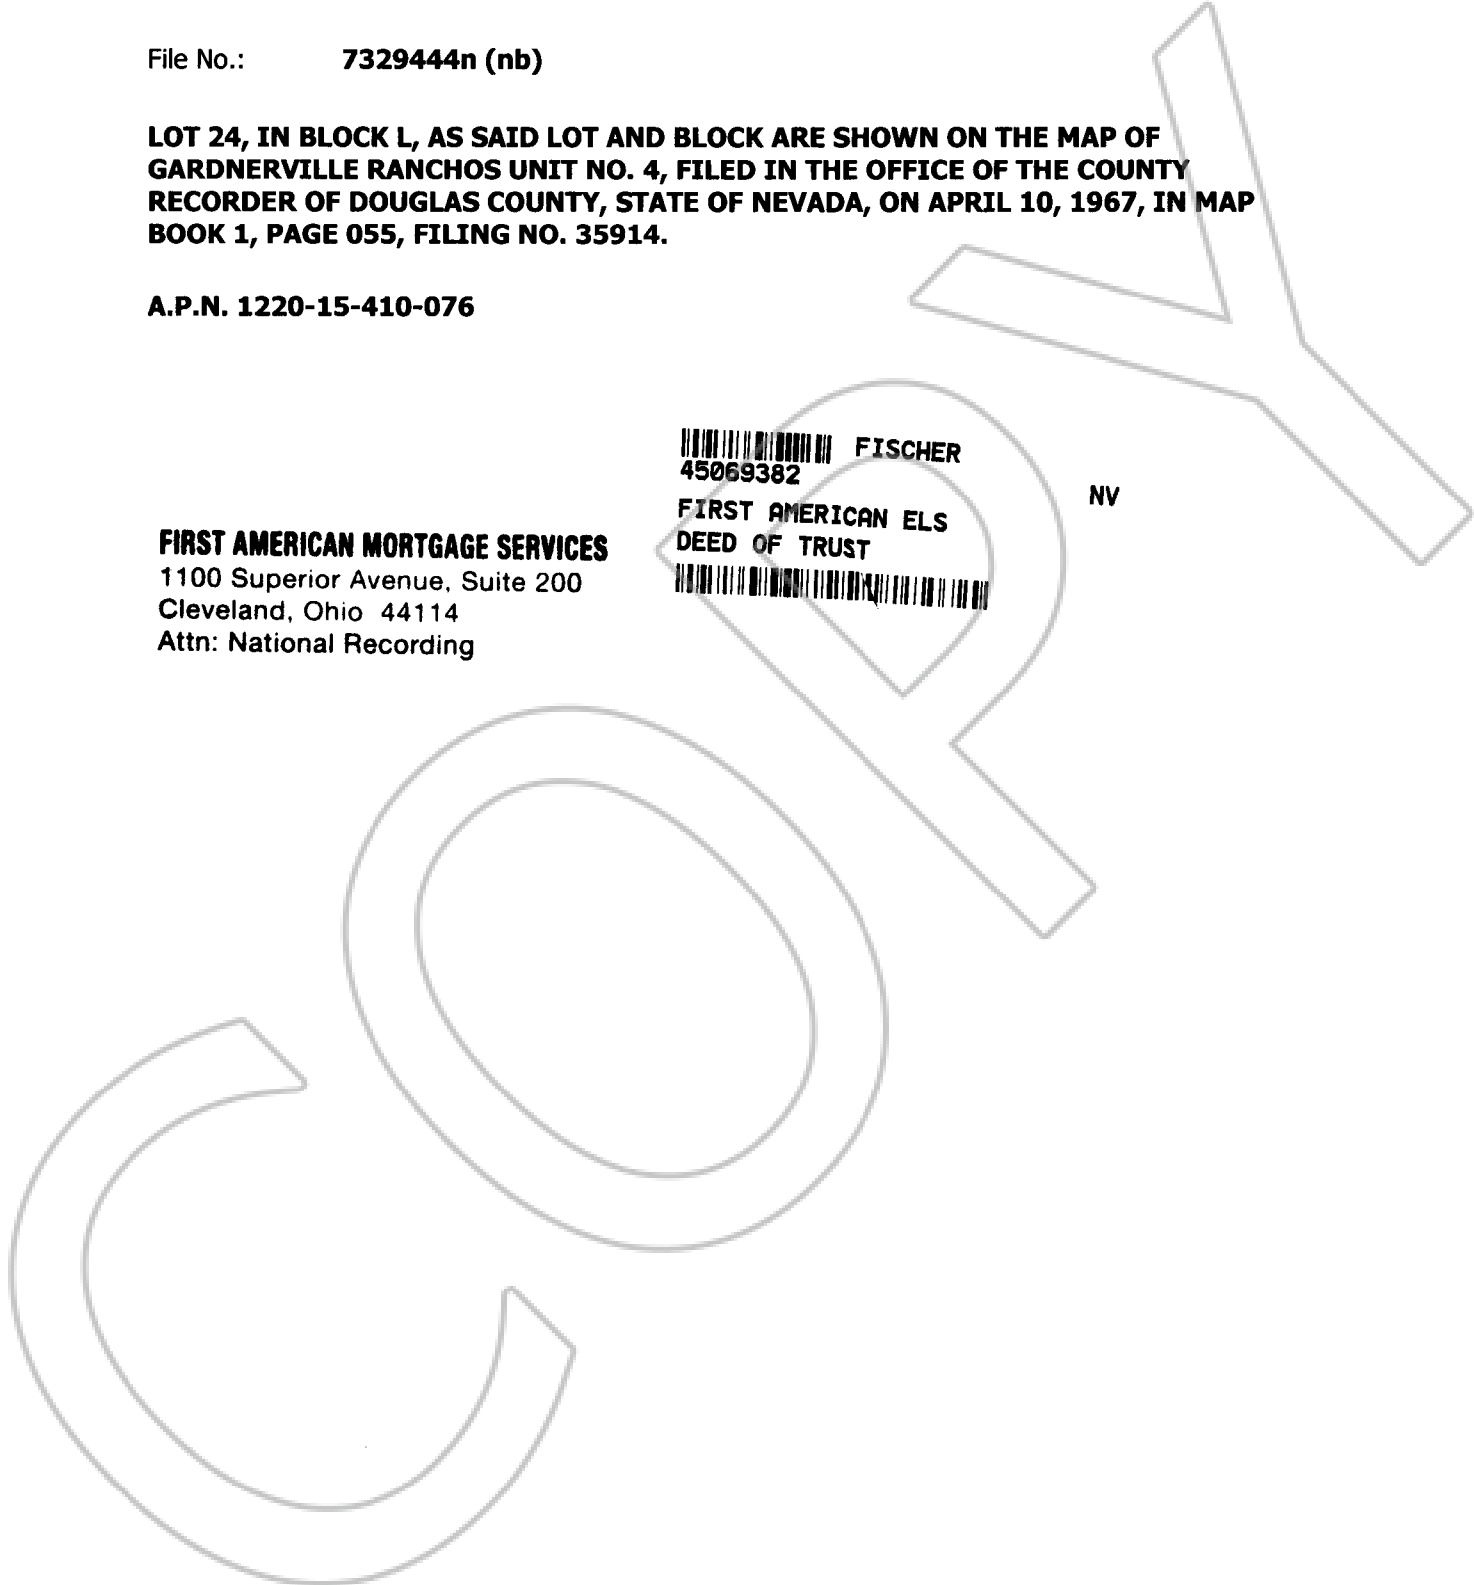 File No.: 7329444n (nb)
LOT 24, IN BLOCK L, AS SAID LOT AND BLOCK ARE SHOWN ON THE MAP OF
GARDNERVILLE RANCHOS UNIT NO. 4, FILED IN THE OFFICE OF THE COUNTY
RECORDER OF DOUGLAS COUNTY, STATE OF NEVADA, ON APRIL 10, 1967, IN MAP
BOOK 1, PAGE 055, FILING NO. 35914.
A.P.N. 1220-15-410-076
FISCHER
45069382
NV
FIRST AMERICAN ELS
DEED OF TRUST
FIRST AMERICAN MORTGAGE SERVICES
1100 Superior Avenue, Suite 200
Cleveland, Ohio 44114
Attn: National Recording
COPY